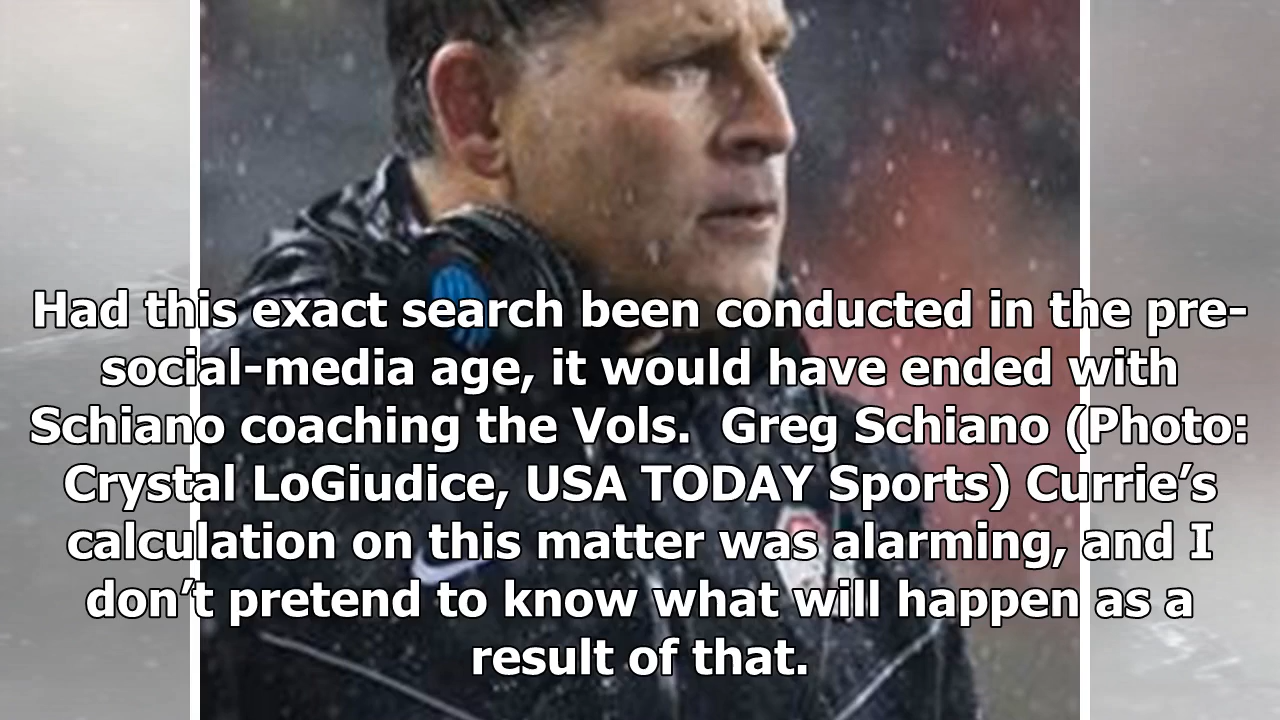 Had this exact search been conducted in the pre-
social-media age, it would have ended with
Schiano coaching the Vols.  Greg Schiano (Photo:
Crystal LoGiudice, USA TODAY Sports) Currie’s
calculation on this matter was alarming, and I
don’t pretend to know what will happen as a
result of that.